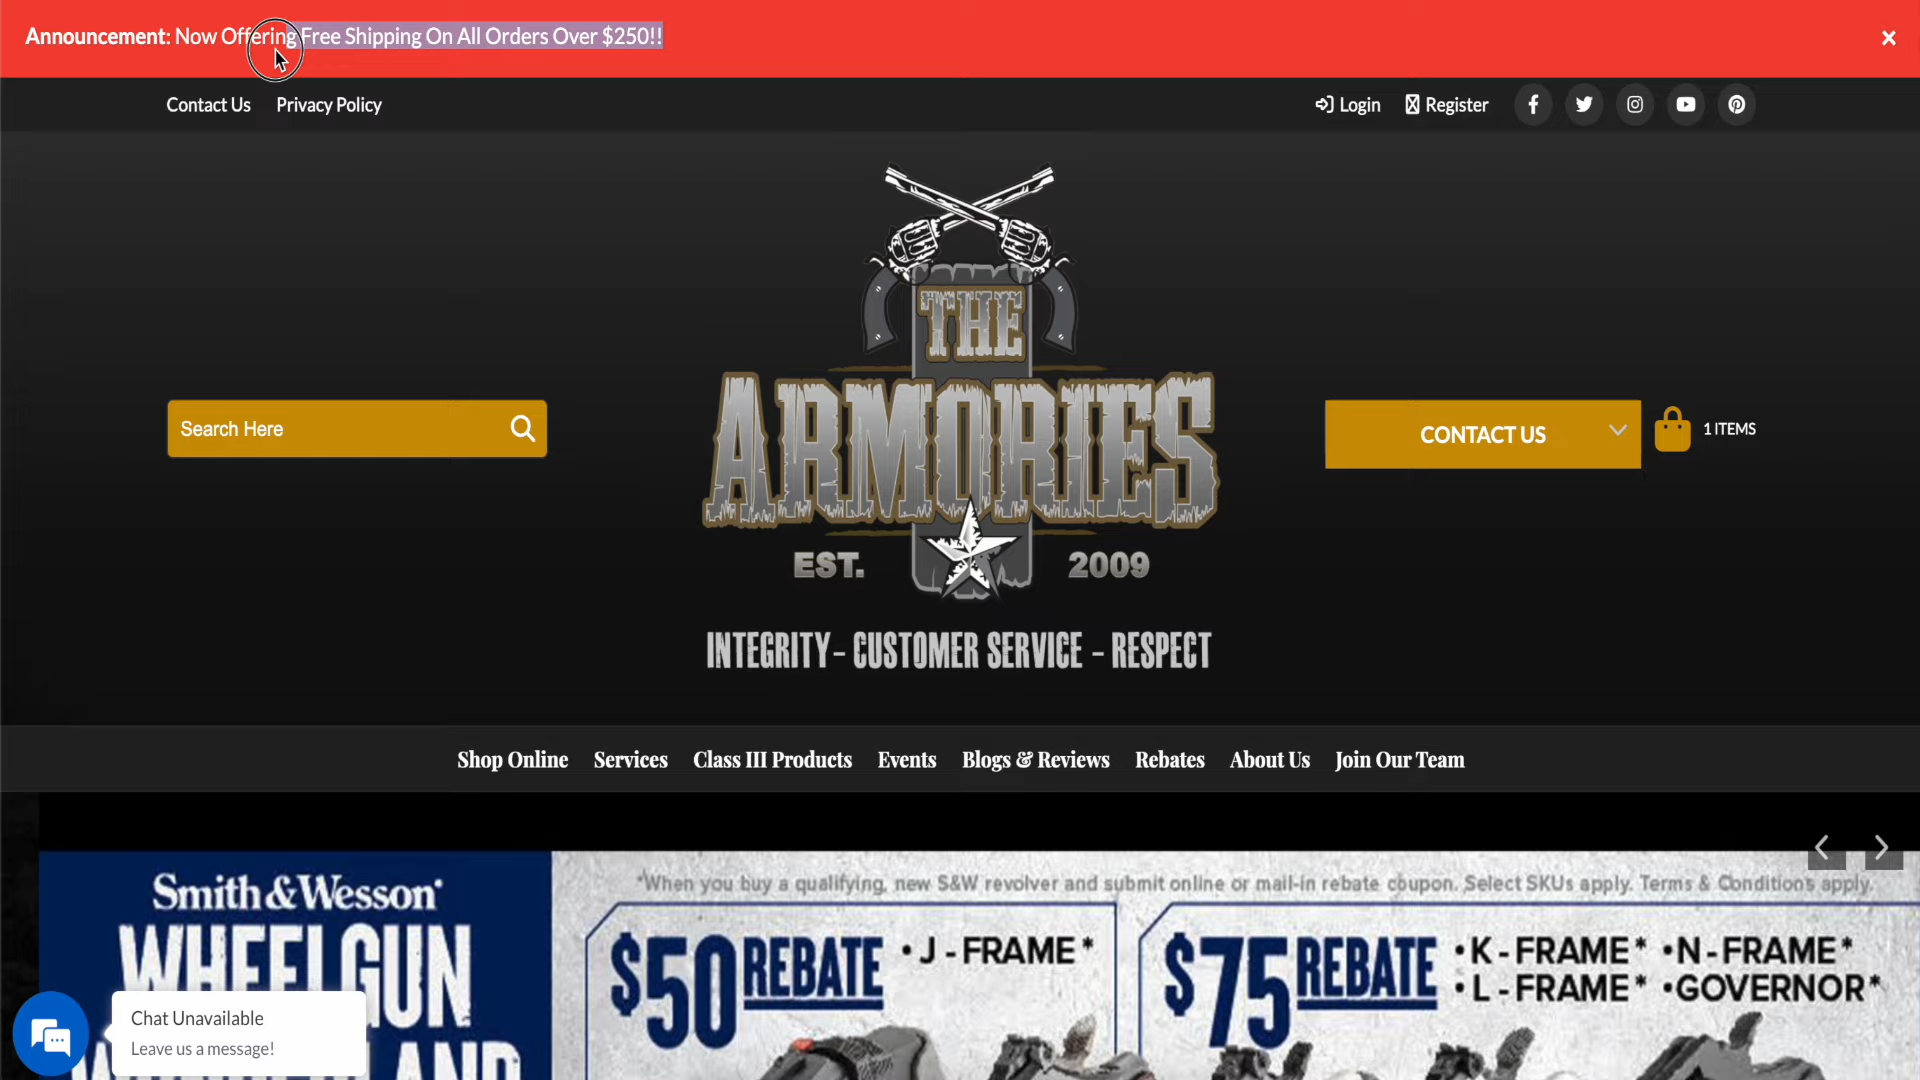 Announcement: Now Offering Free Shipping On All Orders Over $250!!
Contact Us Privacy Policy
Login Register
THE
ARMORIES
EST. 2009
INTEGRITY - CUSTOMER SERVICE - RESPECT
Search Here
CONTACT US
1 ITEMS
Shop Online Services Class III Products Events Blogs & Reviews Rebates About Us Join Our Team
Smith & Wesson
WHEELGUN
*When you buy a qualifying, new S&W revolver and submit online or mail-in rebate coupon. Select SKUs apply. Terms & Conditions apply.
$50 REBATE • J-FRAME*
$75 REBATE • K-FRAME* • N-FRAME*
• L-FRAME* • GOVERNOR*
Chat Unavailable
Leave us a message!